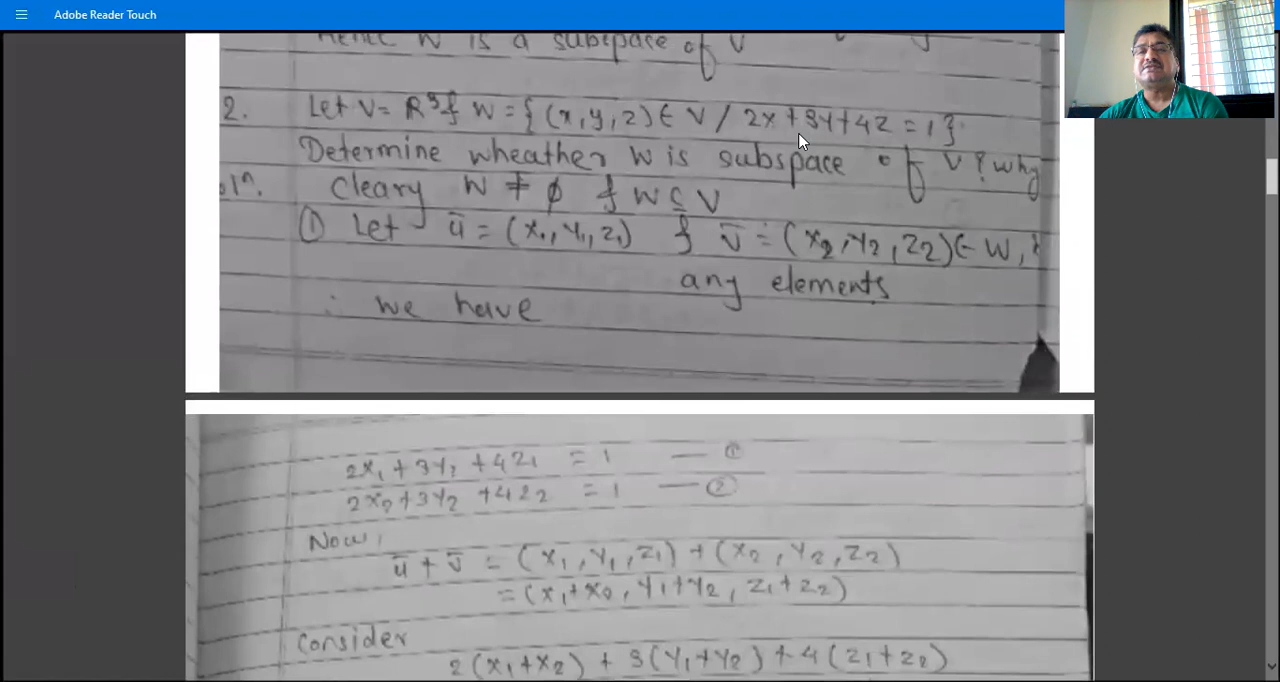 Adobe Reader Touch
Hence W is a subspace of V
2. Let V = R³ & W = {(x, y, z) ∈ V / 2x + 3y + 4z = 1}
Determine wheather W is subspace of V? why
Cleary W ≠ ϕ & W ⊆ V
① Let ū = (x₁, y₁, z₁) & v̄ = (x₂, y₂, z₂) ∈ W,
any elements
∴ we have
2x₁ + 3y₁ + 4z₁ = 1 — ①
2x₂ + 3y₂ + 4z₂ = 1 — ②
Now,
ū + v̄ = (x₁, y₁, z₁) + (x₂, y₂, z₂)
= (x₁ + x₂, y₁ + y₂, z₁ + z₂)
Consider
2(x₁ + x₂) + 3(y₁ + y₂) + 4(z₁ + z₂)